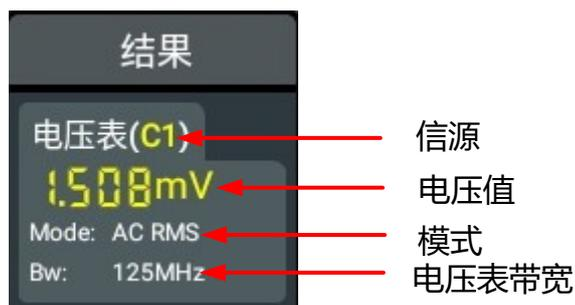 结果
电压表(C1)
信源
1.508mV
电压值
Mode: AC RMS
模式
Bw: 125MHz
电压表带宽